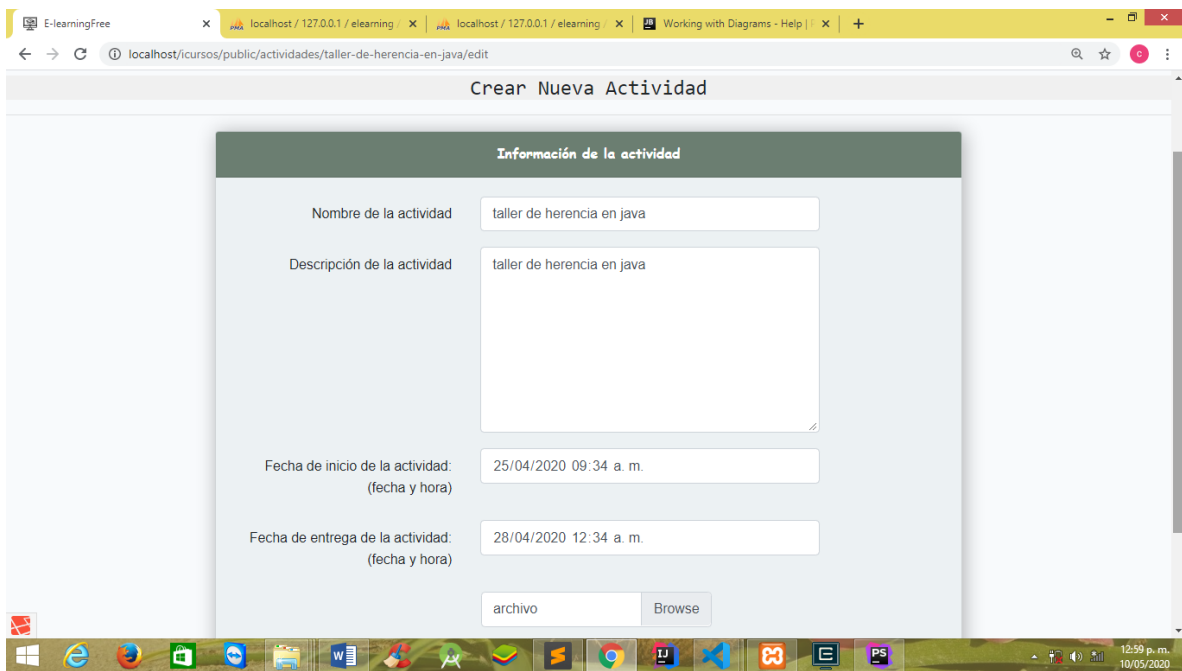 E-learningFree
localhost / 127.0.0.1 / elearning /
localhost / 127.0.0.1 / elearning /
Working with Diagrams - Help |
localhost/icursos/public/actividades/taller-de-herencia-en-java/edit
Crear Nueva Actividad
Información de la actividad
Nombre de la actividad
taller de herencia en java
Descripción de la actividad
taller de herencia en java
Fecha de inicio de la actividad:
(fecha y hora)
25/04/2020 09:34 a. m.
Fecha de entrega de la actividad:
(fecha y hora)
28/04/2020 12:34 a. m.
archivo
Browse
12:59 p. m.
10/05/2020